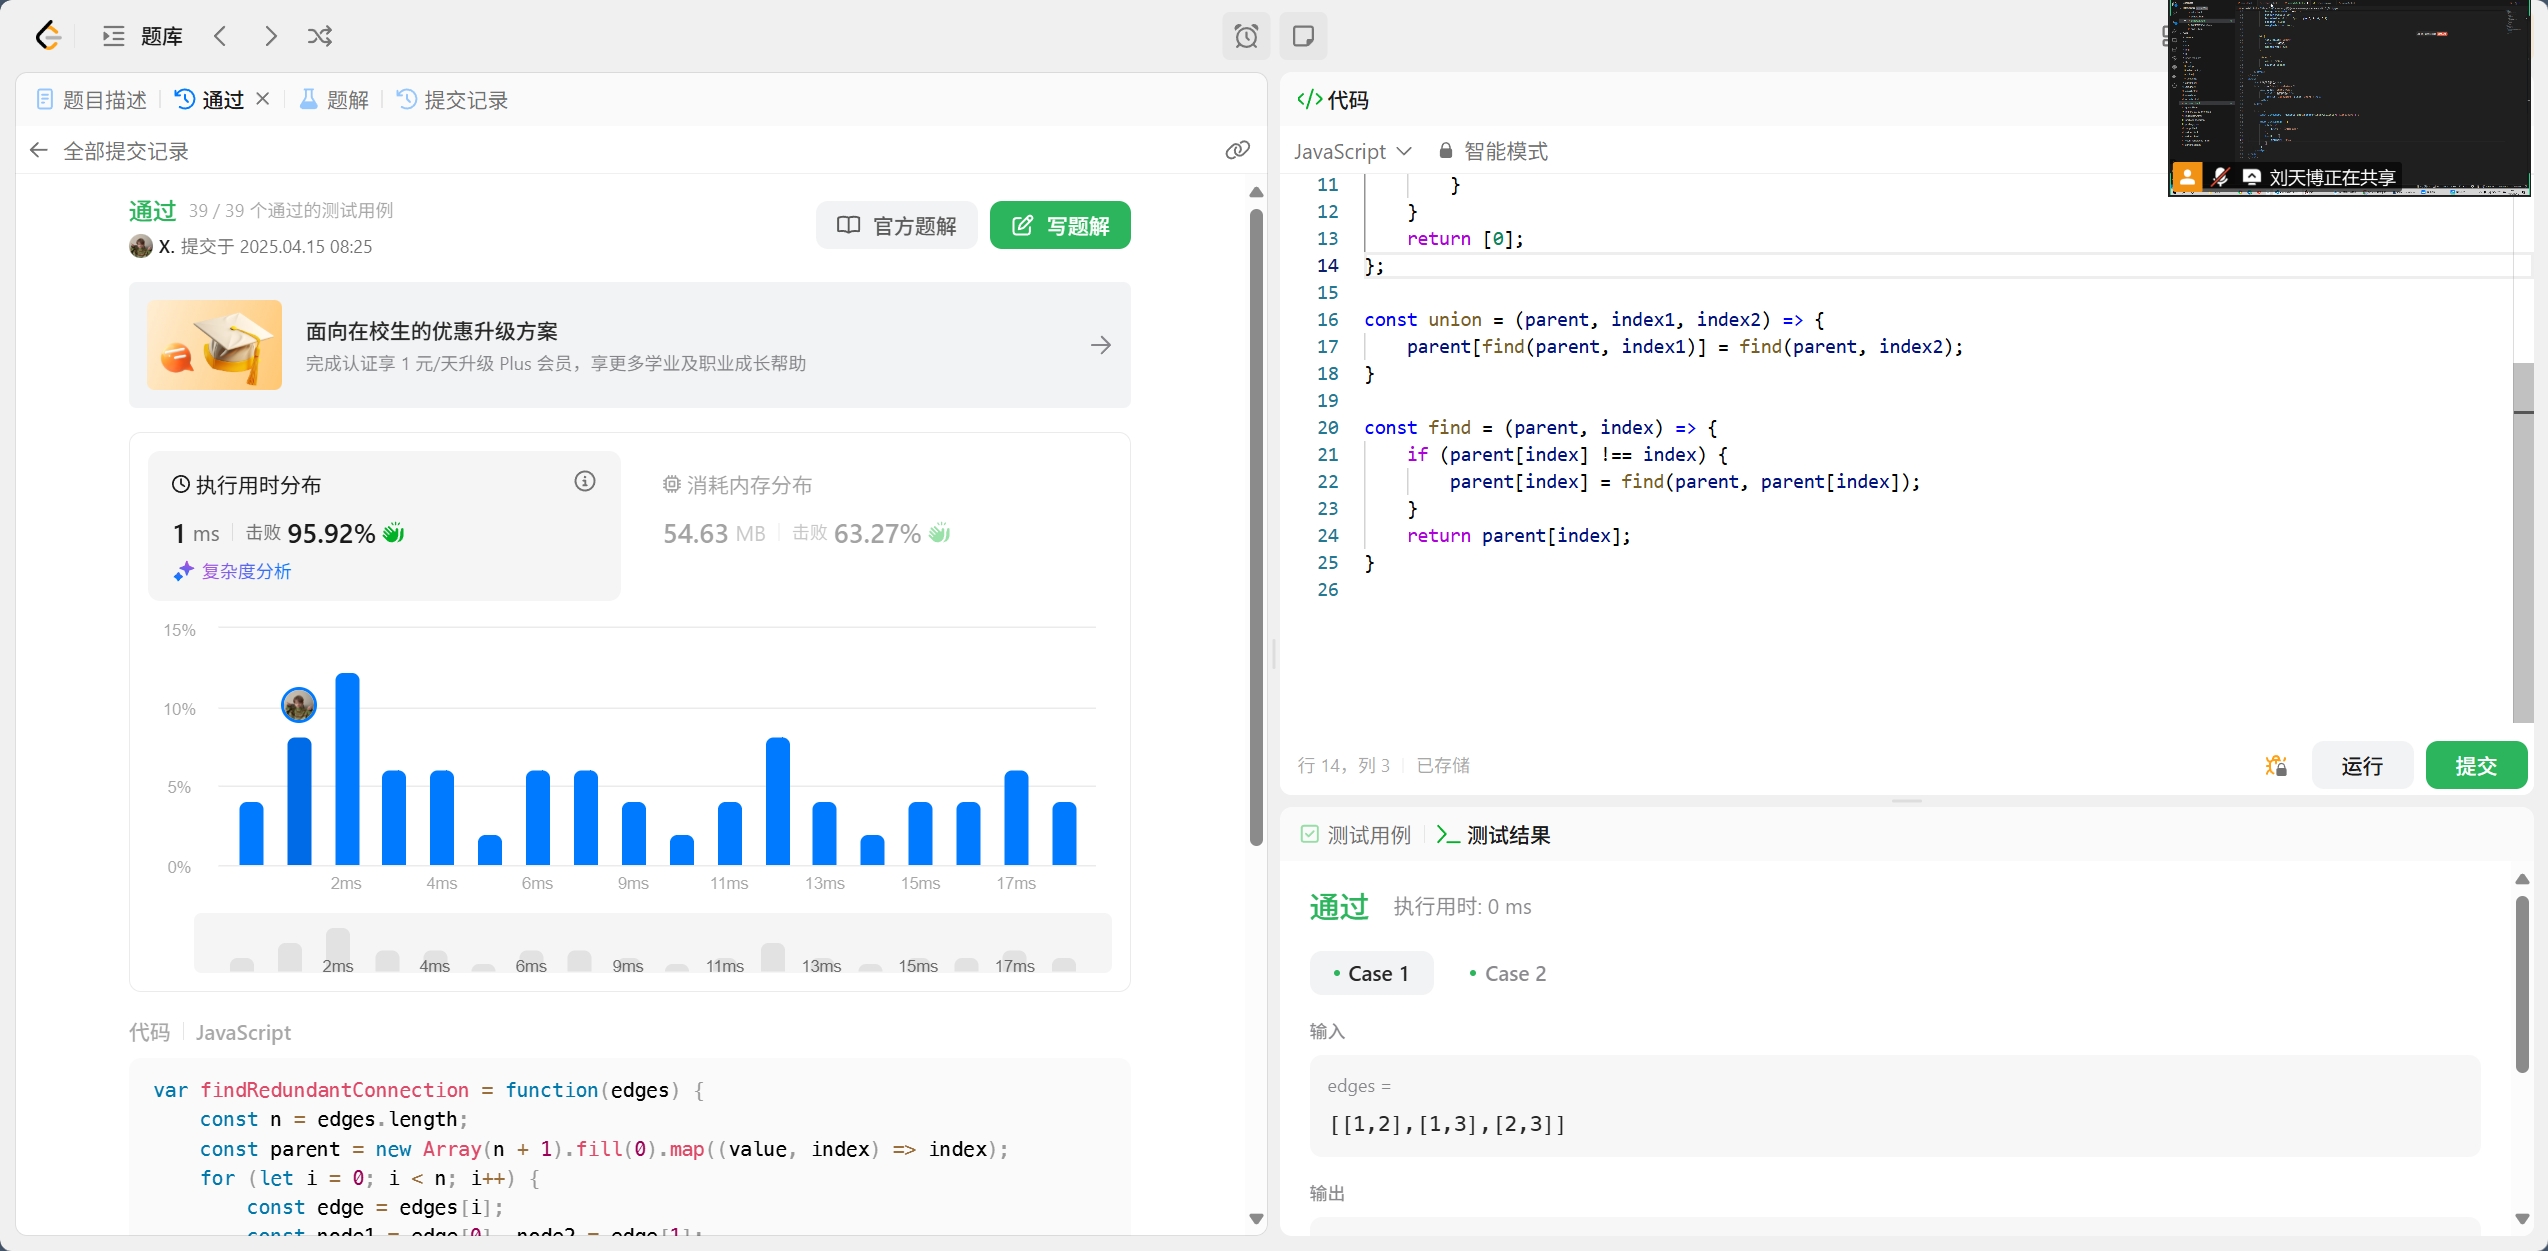 题库
题目描述
通过
题解
提交记录
全部提交记录
通过 39 / 39 个通过的测试用例
X. 提交于 2025.04.15 08:25
官方题解
写题解
面向在校生的优惠升级方案
完成认证享 1 元/天升级 Plus 会员，享更多学业及职业成长帮助
执行用时分布
1 ms 击败 95.92%
复杂度分析
消耗内存分布
54.63 MB 击败 63.27%
15%
10%
5%
0%
2ms 4ms 6ms 9ms 11ms 13ms 15ms 17ms
2ms 4ms 6ms 9ms 11ms 13ms 15ms 17ms
代码 JavaScript
var findRedundantConnection = function(edges) {
const n = edges.length;
const parent = new Array(n + 1).fill(0).map((value, index) => index);
for (let i = 0; i < n; i++) {
const edge = edges[i];
const node1 = edge[0], node2 = edge[1];
</> 代码
JavaScript 智能模式
11 }
12 }
13 return [0];
14 };
15
16 const union = (parent, index1, index2) => {
17 parent[find(parent, index1)] = find(parent, index2);
18 }
19
20 const find = (parent, index) => {
21 if (parent[index] !== index) {
22 parent[index] = find(parent, parent[index]);
23 }
24 return parent[index];
25 }
26
行 14，列 3 已存储
运行
提交
测试用例
测试结果
通过 执行用时: 0 ms
Case 1
Case 2
输入
edges =
[[1,2],[1,3],[2,3]]
输出
刘天博正在共享